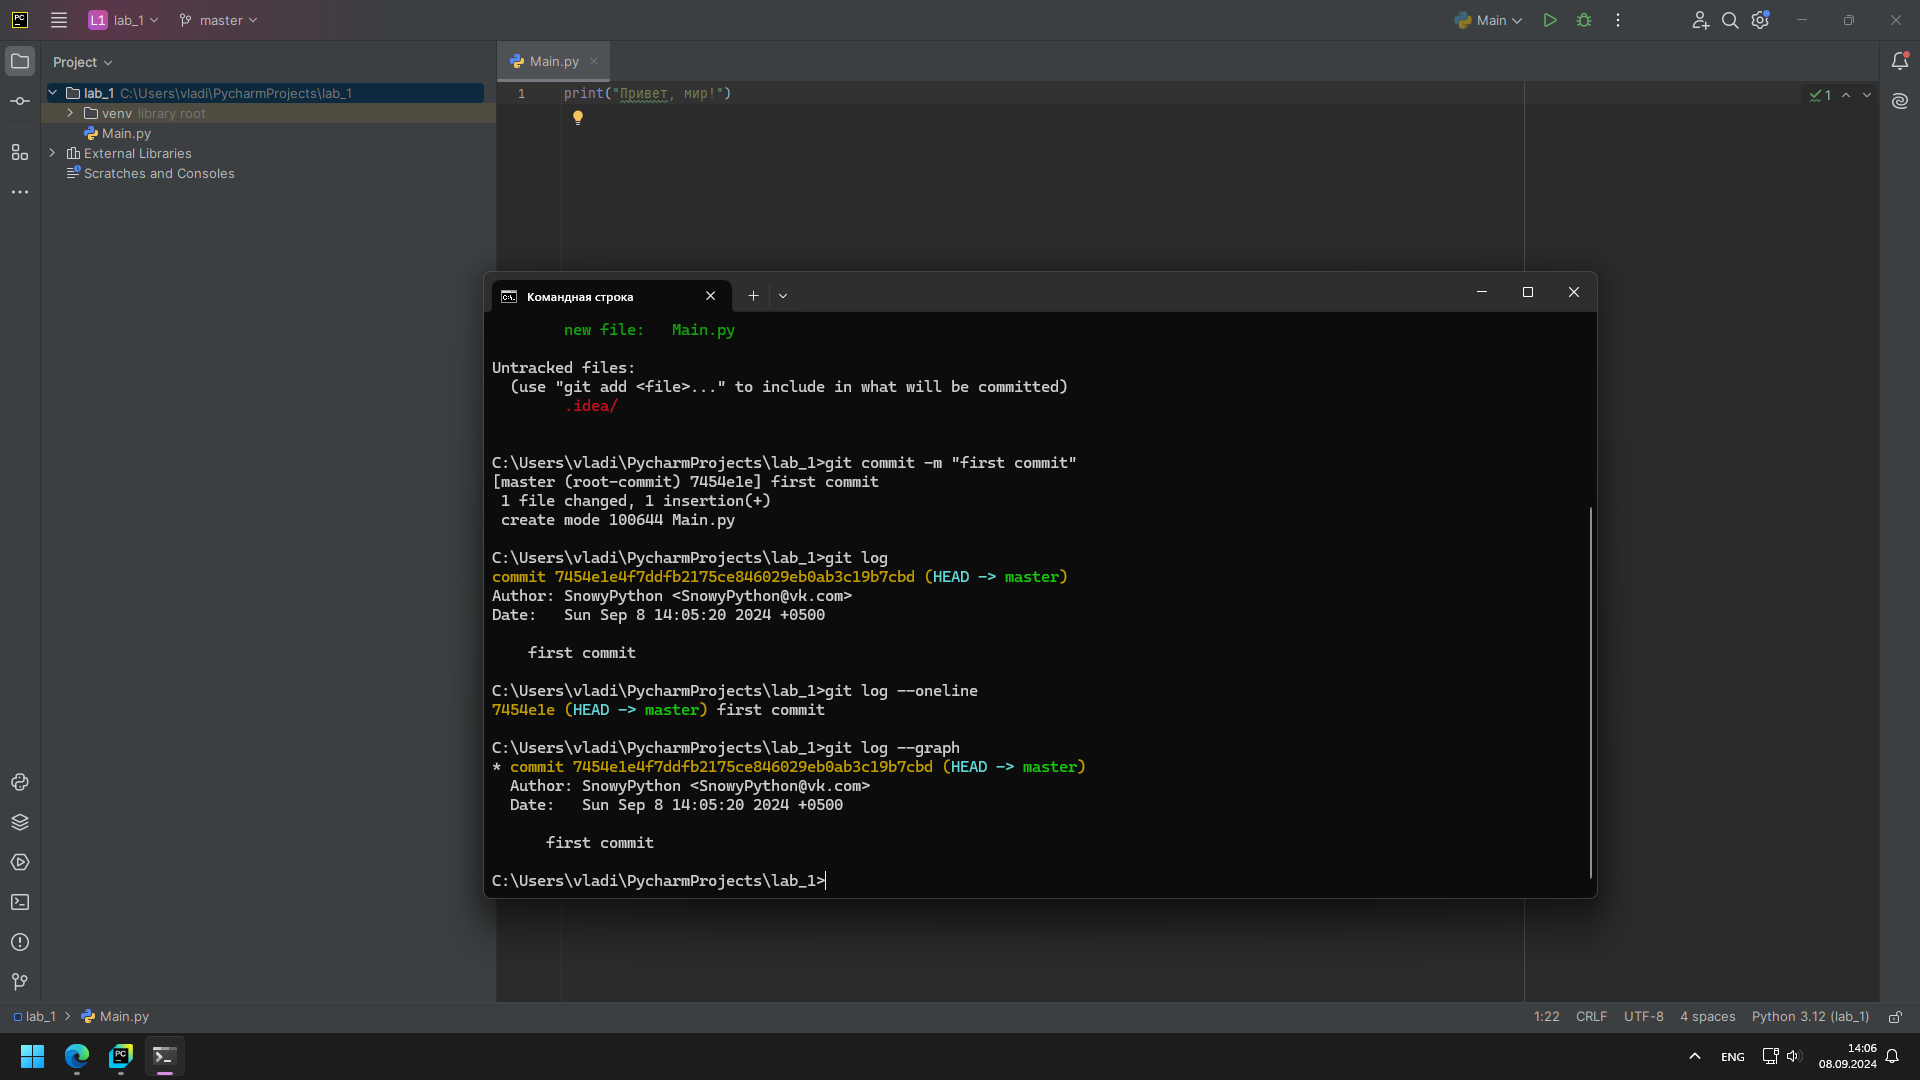 PC L1 lab_1 master Main
Project
Main.py
lab_1 C:\Users\vladi\PycharmProjects\lab_1
venv library root
Main.py
External Libraries
Scratches and Consoles
1 print("Привет, мир!")
1
Командная строка
new file: Main.py
Untracked files:
(use "git add <file>..." to include in what will be committed)
.idea/
C:\Users\vladi\PycharmProjects\lab_1>git commit -m "first commit"
[master (root-commit) 7454e1e] first commit
1 file changed, 1 insertion(+)
create mode 100644 Main.py
C:\Users\vladi\PycharmProjects\lab_1>git log
commit 7454e1e4f7ddfb2175ce846029eb0ab3c19b7cbd (HEAD -> master)
Author: SnowyPython <SnowyPython@vk.com>
Date: Sun Sep 8 14:05:20 2024 +0500
first commit
C:\Users\vladi\PycharmProjects\lab_1>git log --oneline
7454e1e (HEAD -> master) first commit
C:\Users\vladi\PycharmProjects\lab_1>git log --graph
* commit 7454e1e4f7ddfb2175ce846029eb0ab3c19b7cbd (HEAD -> master)
Author: SnowyPython <SnowyPython@vk.com>
Date: Sun Sep 8 14:05:20 2024 +0500
first commit
C:\Users\vladi\PycharmProjects\lab_1>
lab_1 > Main.py
1:22 CRLF UTF-8 4 spaces Python 3.12 (lab_1)
PC
ENG
14:06
08.09.2024